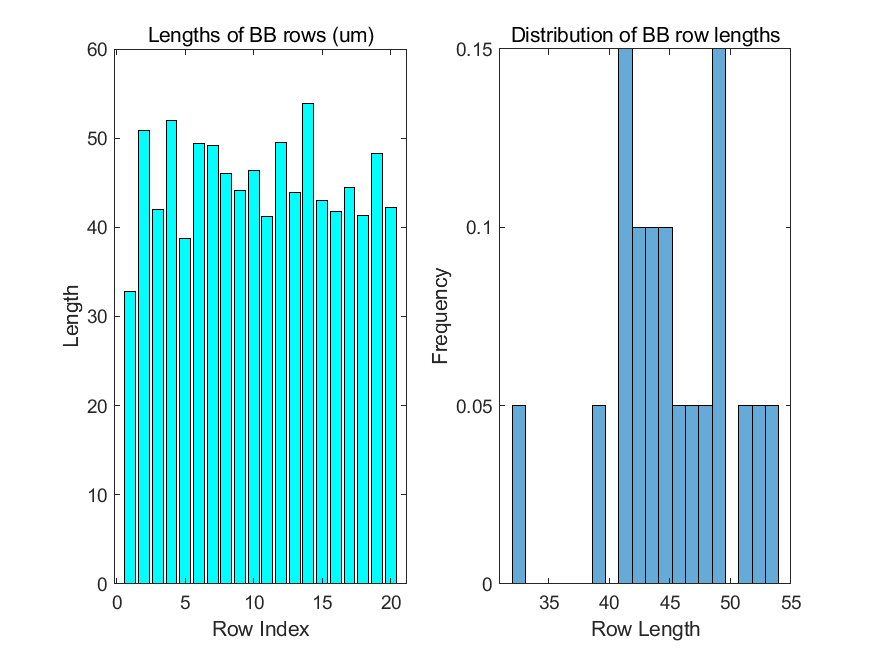 Lengths of BB rows (um)
60
50
40
30
20
10
0
Length
0 5 10 15 20
Row Index
Distribution of BB row lengths
0.15
0.1
0.05
0
Frequency
35 40 45 50 55
Row Length